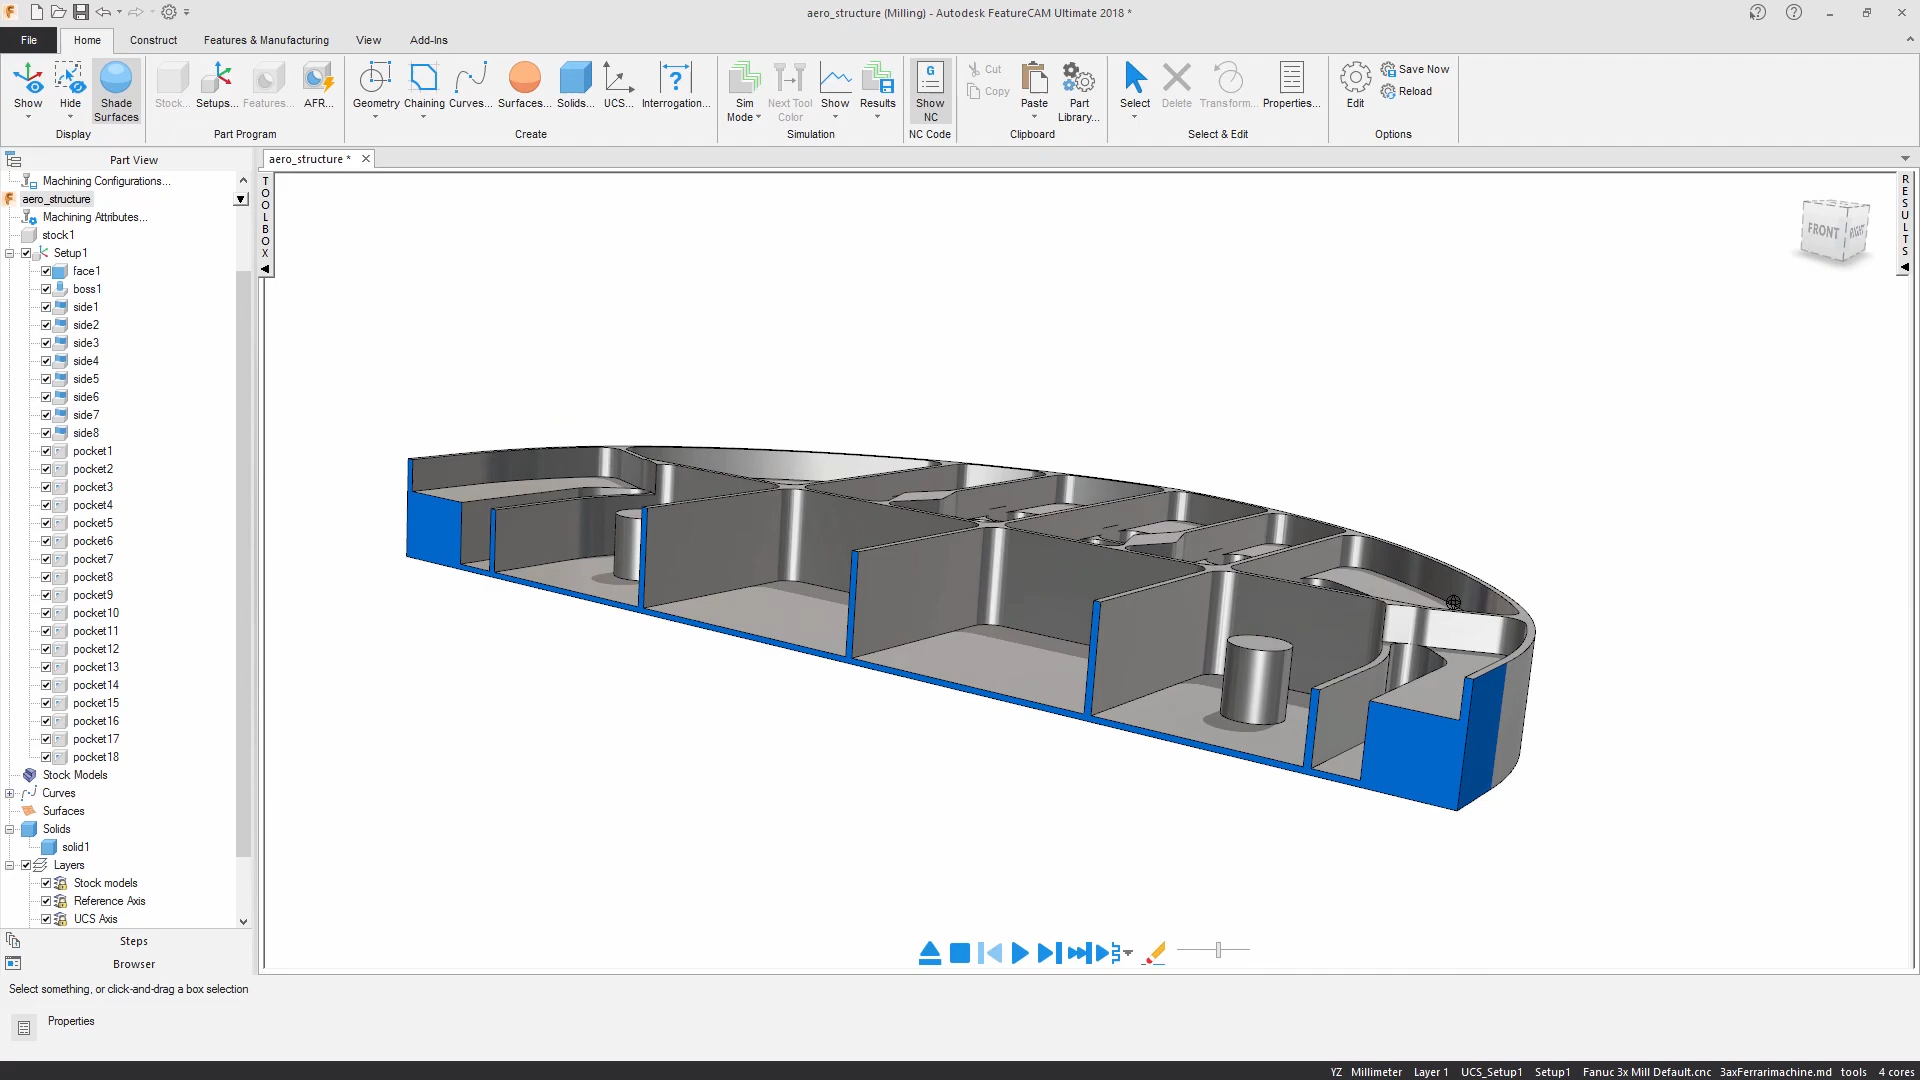 aero_structure (Milling) - Autodesk FeatureCAM Ultimate 2018 *
File Home Construct Features & Manufacturing View Add-Ins
Show Hide Shade Surfaces
Display
Stock... Setups... Features... AFR...
Part Program
Geometry Chaining Curves... Surfaces... Solids... UCS... Interrogation...
Create
Sim Mode Next Tool Color Show Results
Simulation
G
Show NC
NC Code
Cut
Copy
Paste Part Library...
Clipboard
Select Delete Transform... Properties...
Select & Edit
Edit
Save Now
Reload
Options
Part View
Machining Configurations...
aero_structure
Machining Attributes...
stock1
Setup1
face1
boss1
side1
side2
side3
side4
side5
side6
side7
side8
pocket1
pocket2
pocket3
pocket4
pocket5
pocket6
pocket7
pocket8
pocket9
pocket10
pocket11
pocket12
pocket13
pocket14
pocket15
pocket16
pocket17
pocket18
Stock Models
Curves
Surfaces
Solids
solid1
Layers
Stock models
Reference Axis
UCS Axis
Steps
Browser
aero_structure *
TOOLBOX
FRONT RIGHT
RESULTS
Select something, or click-and-drag a box selection
Properties
YZ Millimeter Layer 1 UCS_Setup1 Setup1 Fanuc 3x Mill Default.cnc 3axFerrarimachine.md tools 4 cores